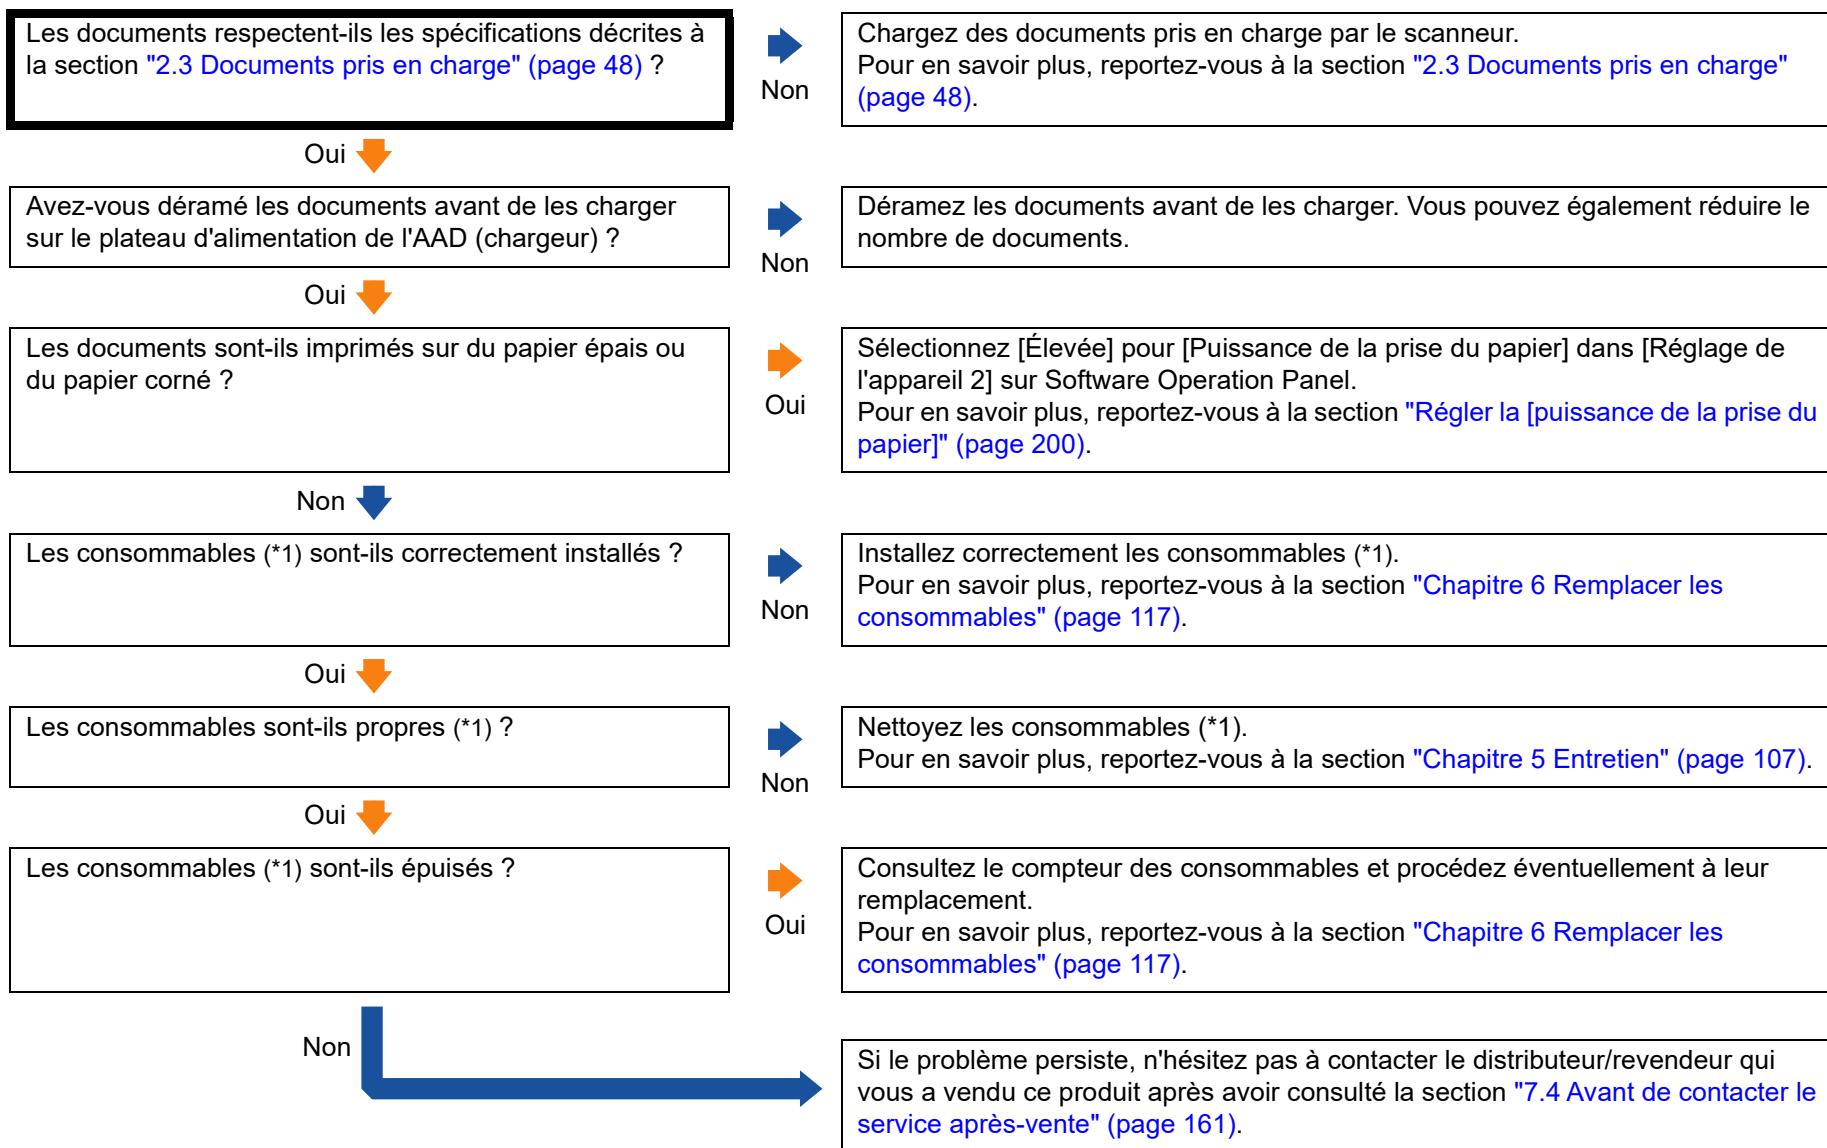 Les documents respectent-ils les spécifications décrites à
la section "2.3 Documents pris en charge" (page 48) ?
Non
Chargez des documents pris en charge par le scanneur.
Pour en savoir plus, reportez-vous à la section "2.3 Documents pris en charge"
(page 48).
Oui
Avez-vous déramé les documents avant de les charger
sur le plateau d'alimentation de l'AAD (chargeur) ?
Non
Déramez les documents avant de les charger. Vous pouvez également réduire le
nombre de documents.
Oui
Les documents sont-ils imprimés sur du papier épais ou
du papier corné ?
Oui
Sélectionnez [Élevée] pour [Puissance de la prise du papier] dans [Réglage de
l'appareil 2] sur Software Operation Panel.
Pour en savoir plus, reportez-vous à la section "Régler la [puissance de la prise du
papier]" (page 200).
Non
Les consommables (*1) sont-ils correctement installés ?
Non
Installez correctement les consommables (*1).
Pour en savoir plus, reportez-vous à la section "Chapitre 6 Remplacer les
consommables" (page 117).
Oui
Les consommables sont-ils propres (*1) ?
Non
Nettoyez les consommables (*1).
Pour en savoir plus, reportez-vous à la section "Chapitre 5 Entretien" (page 107).
Oui
Les consommables (*1) sont-ils épuisés ?
Oui
Consultez le compteur des consommables et procédez éventuellement à leur
remplacement.
Pour en savoir plus, reportez-vous à la section "Chapitre 6 Remplacer les
consommables" (page 117).
Non
Si le problème persiste, n'hésitez pas à contacter le distributeur/revendeur qui
vous a vendu ce produit après avoir consulté la section "7.4 Avant de contacter le
service après-vente" (page 161).